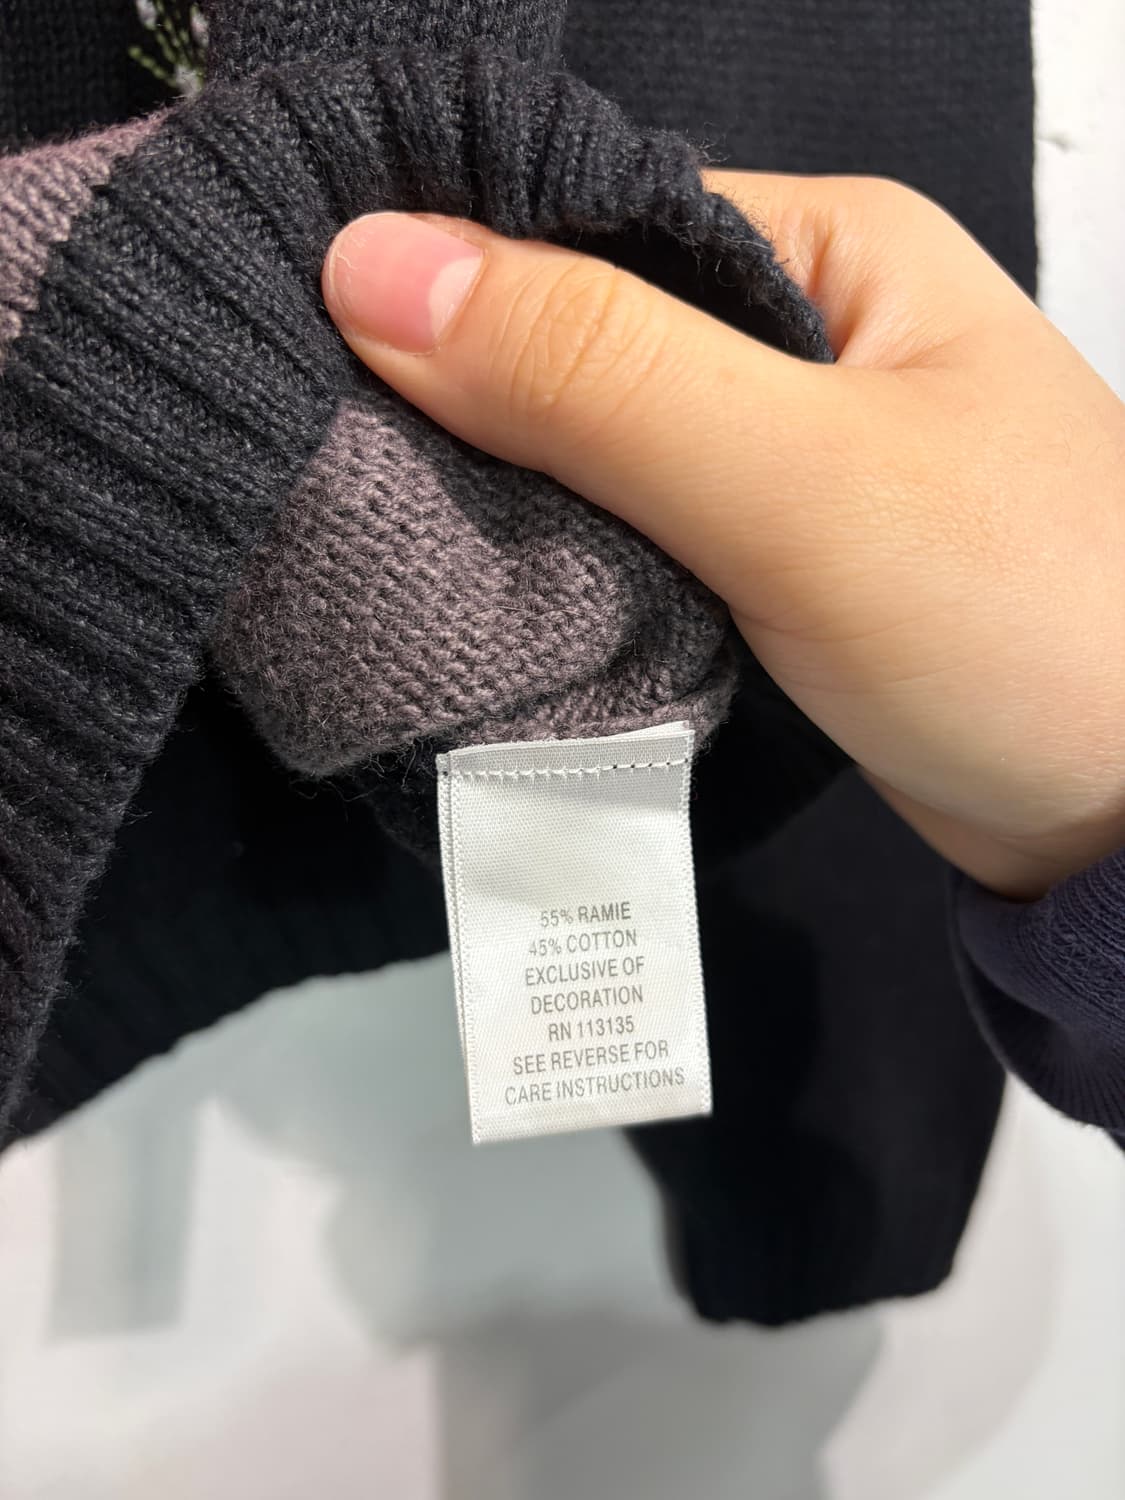 55% RAMIE
45% COTTON
EXCLUSIVE OF
DECORATION
RN 113135
SEE REVERSE FOR
CARE INSTRUCTIONS